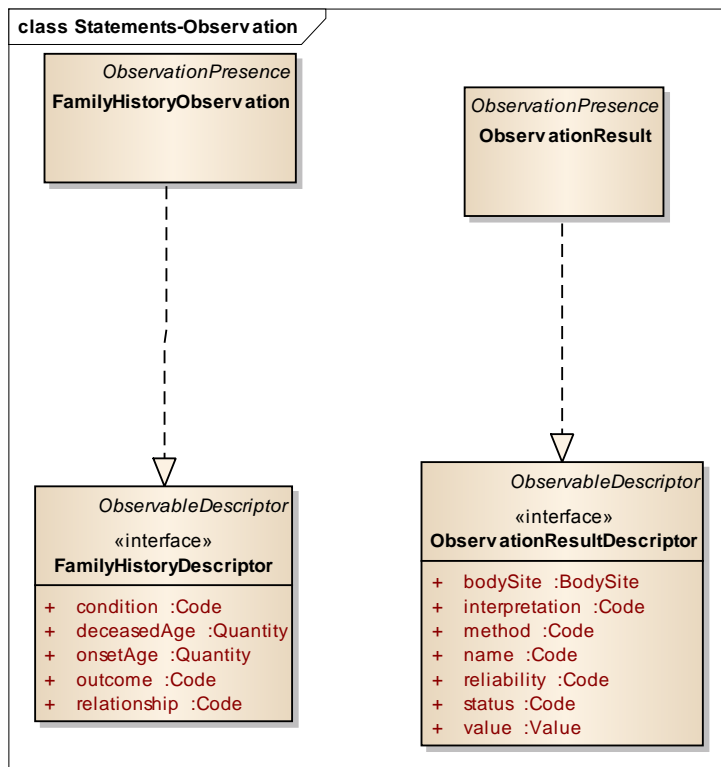 class Statements-Observation
ObservationPresence
FamilyHistoryObservation
ObservationPresence
ObservationResult
ObservableDescriptor
«interface»
FamilyHistoryDescriptor
+ condition :Code
+ deceasedAge :Quantity
+ onsetAge :Quantity
+ outcome :Code
+ relationship :Code
ObservableDescriptor
«interface»
ObservationResultDescriptor
+ bodySite :BodySite
+ interpretation :Code
+ method :Code
+ name :Code
+ reliability :Code
+ status :Code
+ value :Value